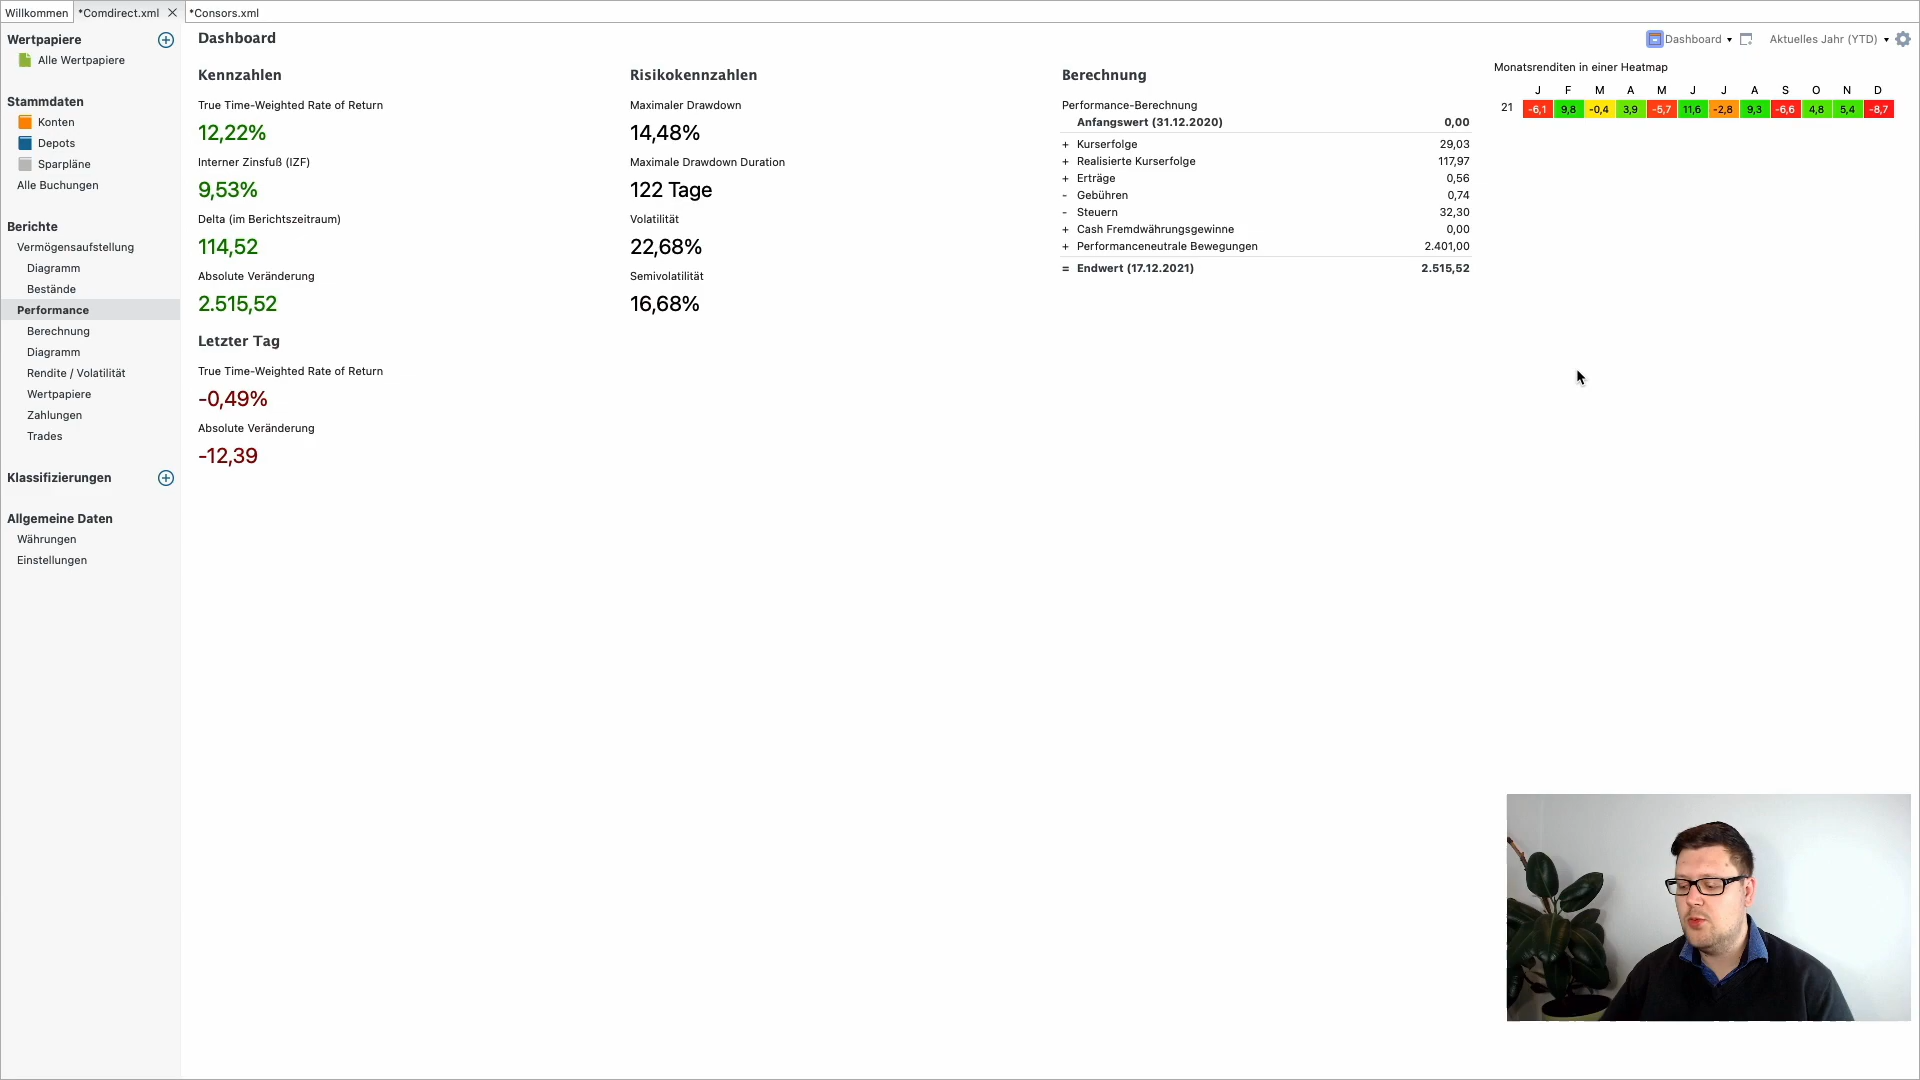 Willkommen *Comdirect.xml *Consors.xml
Wertpapiere
Alle Wertpapiere
Stammdaten
Konten
Depots
Sparpläne
Alle Buchungen
Berichte
Vermögensaufstellung
Diagramm
Bestände
Performance
Berechnung
Diagramm
Rendite / Volatilität
Wertpapiere
Zahlungen
Trades
Klassifizierungen
Allgemeine Daten
Währungen
Einstellungen
Dashboard
Dashboard Aktuelles Jahr (YTD)
Kennzahlen
True Time-Weighted Rate of Return
12,22%
Interner Zinsfuß (IZF)
9,53%
Delta (im Berichtszeitraum)
114,52
Absolute Veränderung
2.515,52
Letzter Tag
True Time-Weighted Rate of Return
-0,49%
Absolute Veränderung
-12,39
Risikokennzahlen
Maximaler Drawdown
14,48%
Maximale Drawdown Duration
122 Tage
Volatilität
22,68%
Semivolatilität
16,68%
Berechnung
Performance-Berechnung
Anfangswert (31.12.2020) 0,00
+ Kurserfolge 29,03
+ Realisierte Kurserfolge 117,97
+ Erträge 0,56
- Gebühren 0,74
- Steuern 32,30
+ Cash Fremdwährungsgewinne 0,00
+ Performanceneutrale Bewegungen 2.401,00
= Endwert (17.12.2021) 2.515,52
Monatsrenditen in einer Heatmap
J F M A M J J A S O N D
21 -6,1 9,8 -0,4 3,9 -5,7 11,6 -2,8 9,3 -6,6 4,8 5,4 -8,7